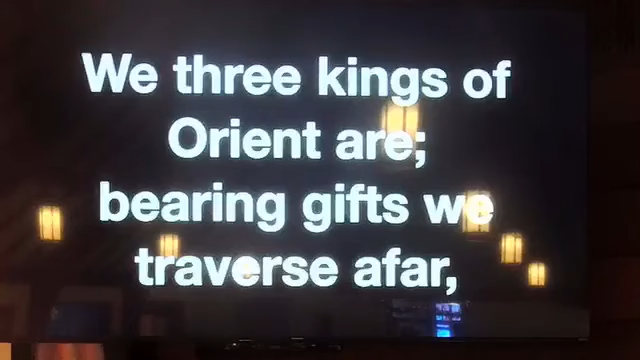 We three kings of
Orient are;
bearing gifts we
traverse afar,